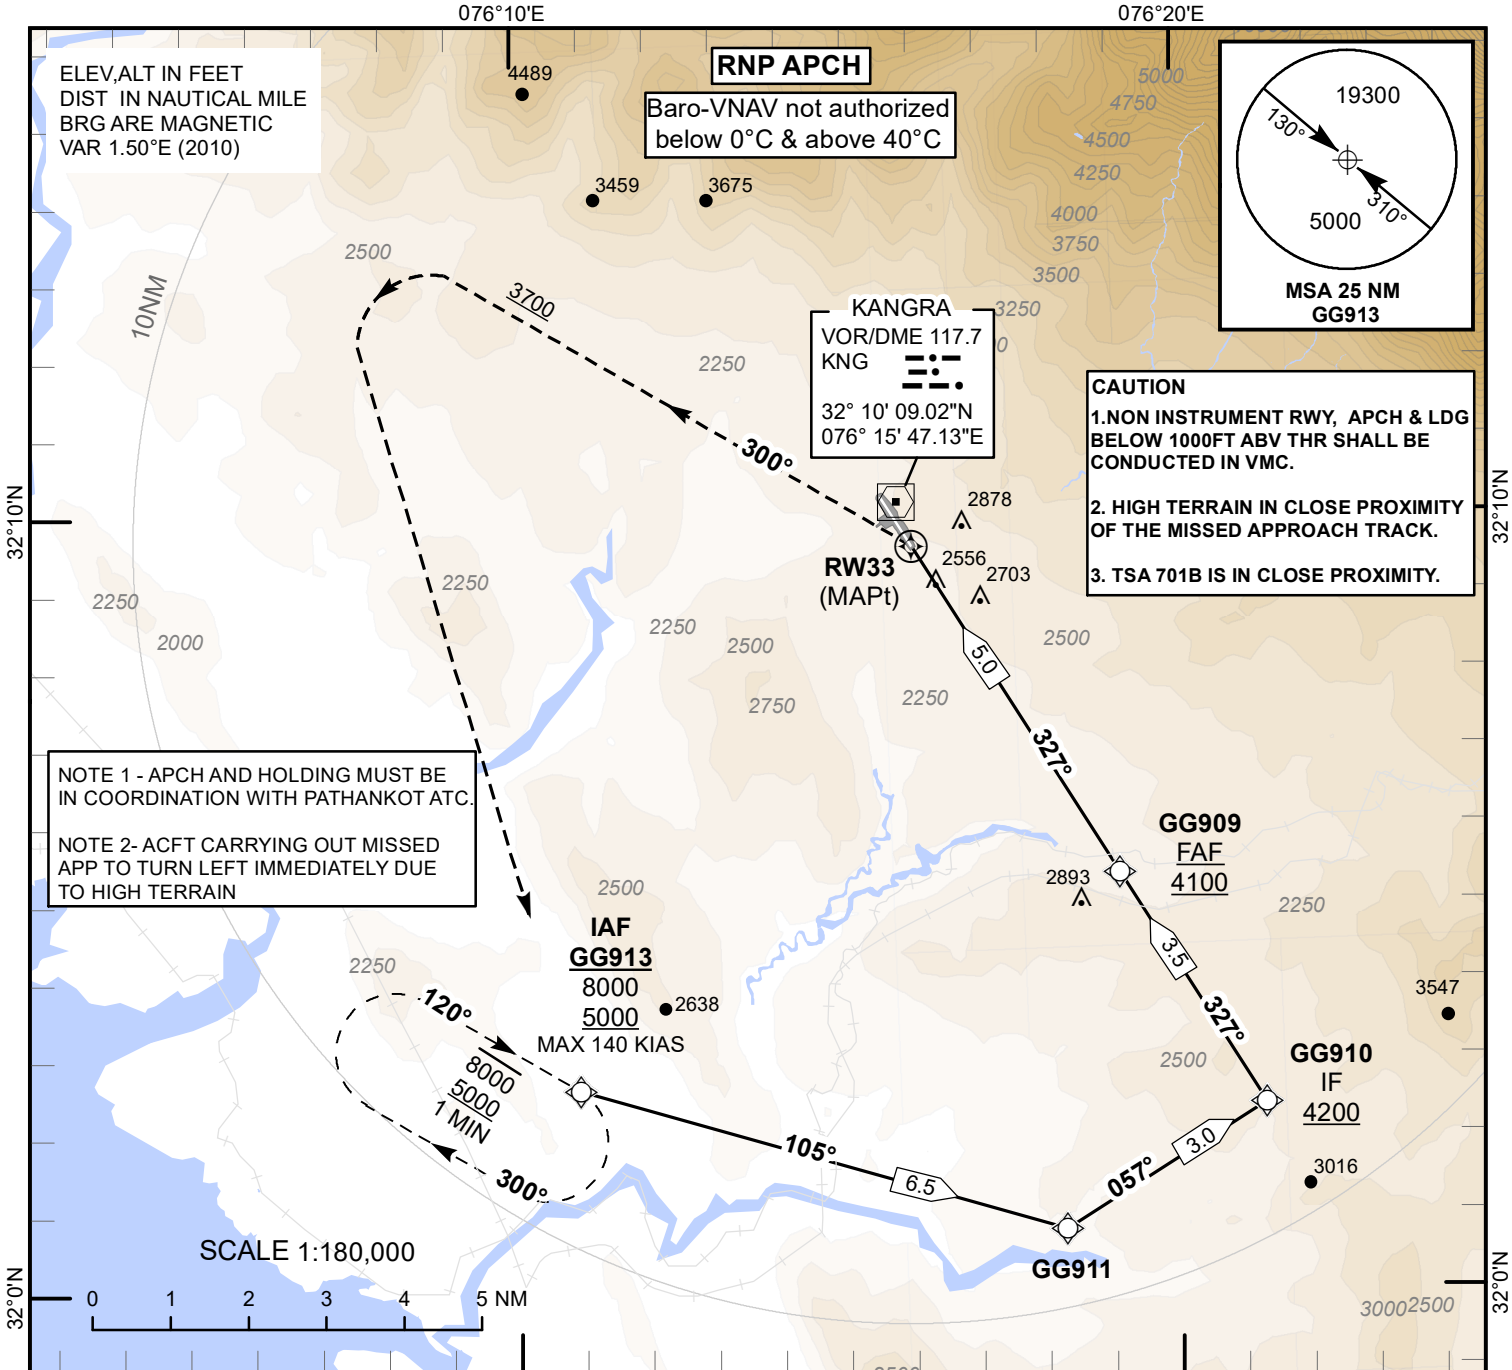 076°10'E
076°20'E
ELEV,ALT IN FEET
DIST IN NAUTICAL MILE
BRG ARE MAGNETIC
VAR 1.50°E (2010)
4489
RNP APCH
Baro-VNAV not authorized
below 0°C & above 40°C
3459
3675
5000
4750
4500
4250
4000
3750
3500
3250
19300
130°
310°
5000
MSA 25 NM
GG913
2500
10NM
3700
2250
KANGRA
VOR/DME 117.7
KNG
32° 10' 09.02"N
076° 15' 47.13"E
CAUTION
1.NON INSTRUMENT RWY, APCH & LDG
BELOW 1000FT ABV THR SHALL BE
CONDUCTED IN VMC.
2. HIGH TERRAIN IN CLOSE PROXIMITY
OF THE MISSED APPROACH TRACK.
3. TSA 701B IS IN CLOSE PROXIMITY.
300°
32°10'N
32°10'N
2878
2556
2703
RW33
(MAPt)
2250
2250
2000
2250
2500
2500
5.0
2750
2250
327°
NOTE 1 - APCH AND HOLDING MUST BE
IN COORDINATION WITH PATHANKOT ATC.
NOTE 2- ACFT CARRYING OUT MISSED
APP TO TURN LEFT IMMEDIATELY DUE
TO HIGH TERRAIN
GG909
FAF
4100
2893
2250
2500
IAF
GG913
8000
5000
MAX 140 KIAS
2638
2250
120°
8000
5000
1 MIN
300°
3.5
327°
3547
2500
GG910
IF
4200
105°
6.5
057°
3.0
3016
GG911
SCALE 1:180,000
0 1 2 3 4 5 NM
32°0'N
32°0'N
3000
2500